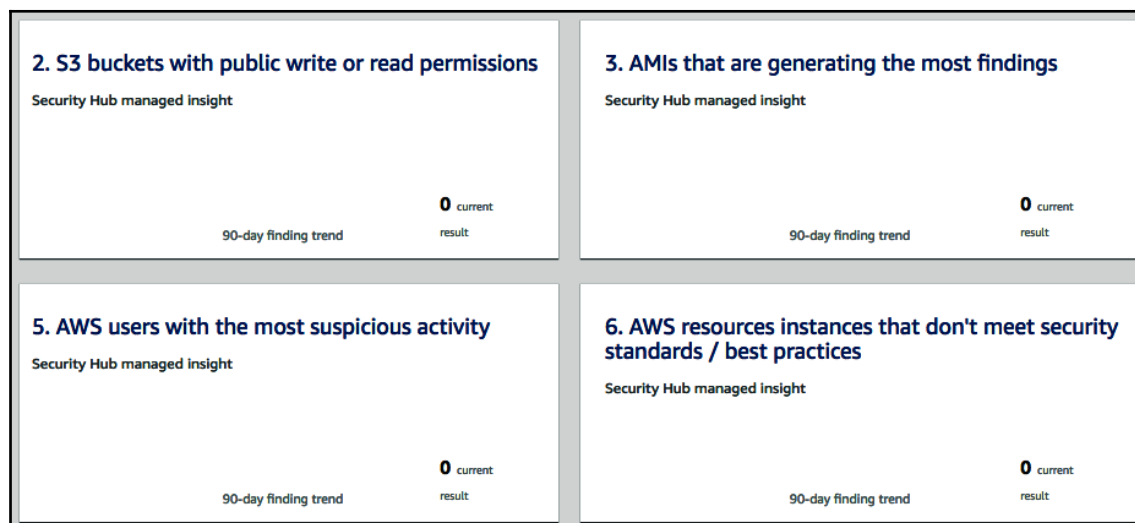 2. S3 buckets with public write or read permissions
Security Hub managed insight
0 current
result
90-day finding trend
3. AMIs that are generating the most findings
Security Hub managed insight
0 current
result
90-day finding trend
5. AWS users with the most suspicious activity
Security Hub managed insight
0 current
result
90-day finding trend
6. AWS resources instances that don't meet security
standards / best practices
Security Hub managed insight
0 current
result
90-day finding trend